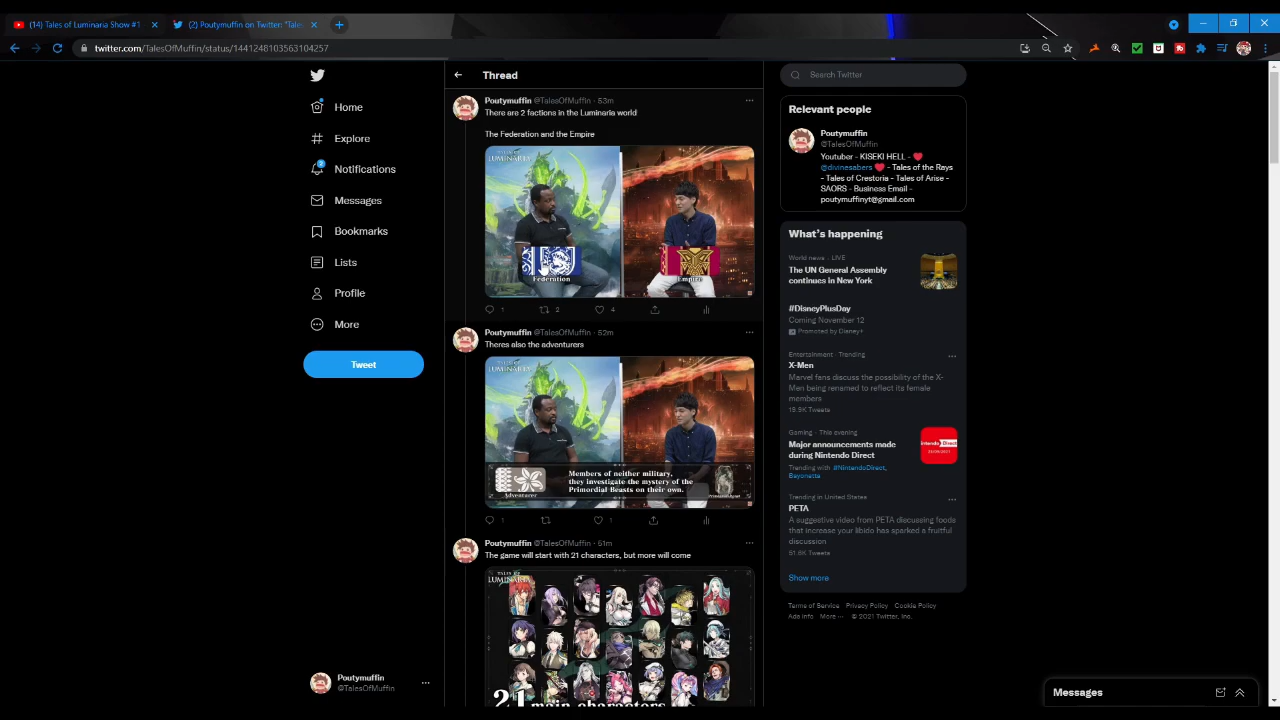 (14) Tales of Luminaria Show #1
(2) Poutymuffin on Twitter: "Tale
twitter.com/TalesOfMuffin/status/1441248103563104257
Home
Explore
Notifications
2
Messages
Bookmarks
Lists
Profile
More
Tweet
Poutymuffin
@TalesOfMuffin
Thread
Poutymuffin @TalesOfMuffin · 53m
There are 2 factions in the Luminaria world
The Federation and the Empire
LUMINARIA
Federation
Empire
1 2 4
Poutymuffin @TalesOfMuffin · 52m
Theres also the adventurers
LUMINARIA
Adventurer
Members of neither military,
they investigate the mystery of the
Primordial Beasts on their own.
1 1
Poutymuffin @TalesOfMuffin · 51m
The game will start with 21 characters, but more will come
TALES OF
LUMINARIA
21 main characters
Search Twitter
Relevant people
Poutymuffin
@TalesOfMuffin
Youtuber - KISEKI HELL -
@divinesabers - Tales of the Rays
- Tales of Crestoria - Tales of Arise -
SAORS - Business Email -
poutymuffinyt@gmail.com
What's happening
World news · LIVE
The UN General Assembly
continues in New York
#DisneyPlusDay
Coming November 12
Promoted by Disney+
Entertainment · Trending
X-Men
Marvel fans discuss the possibility of the X-
Men being renamed to reflect its female
members
Gaming · This evening
Major announcements made
during Nintendo Direct
Trending with #NintendoDirect,
Bayonetta
Trending in United States
PETA
A suggestive video from PETA discussing foods
that increase your libido has sparked a fruitful
discussion
Show more
Terms of Service Privacy Policy Cookie Policy
Ads info More ··· © 2021 Twitter, Inc.
Messages